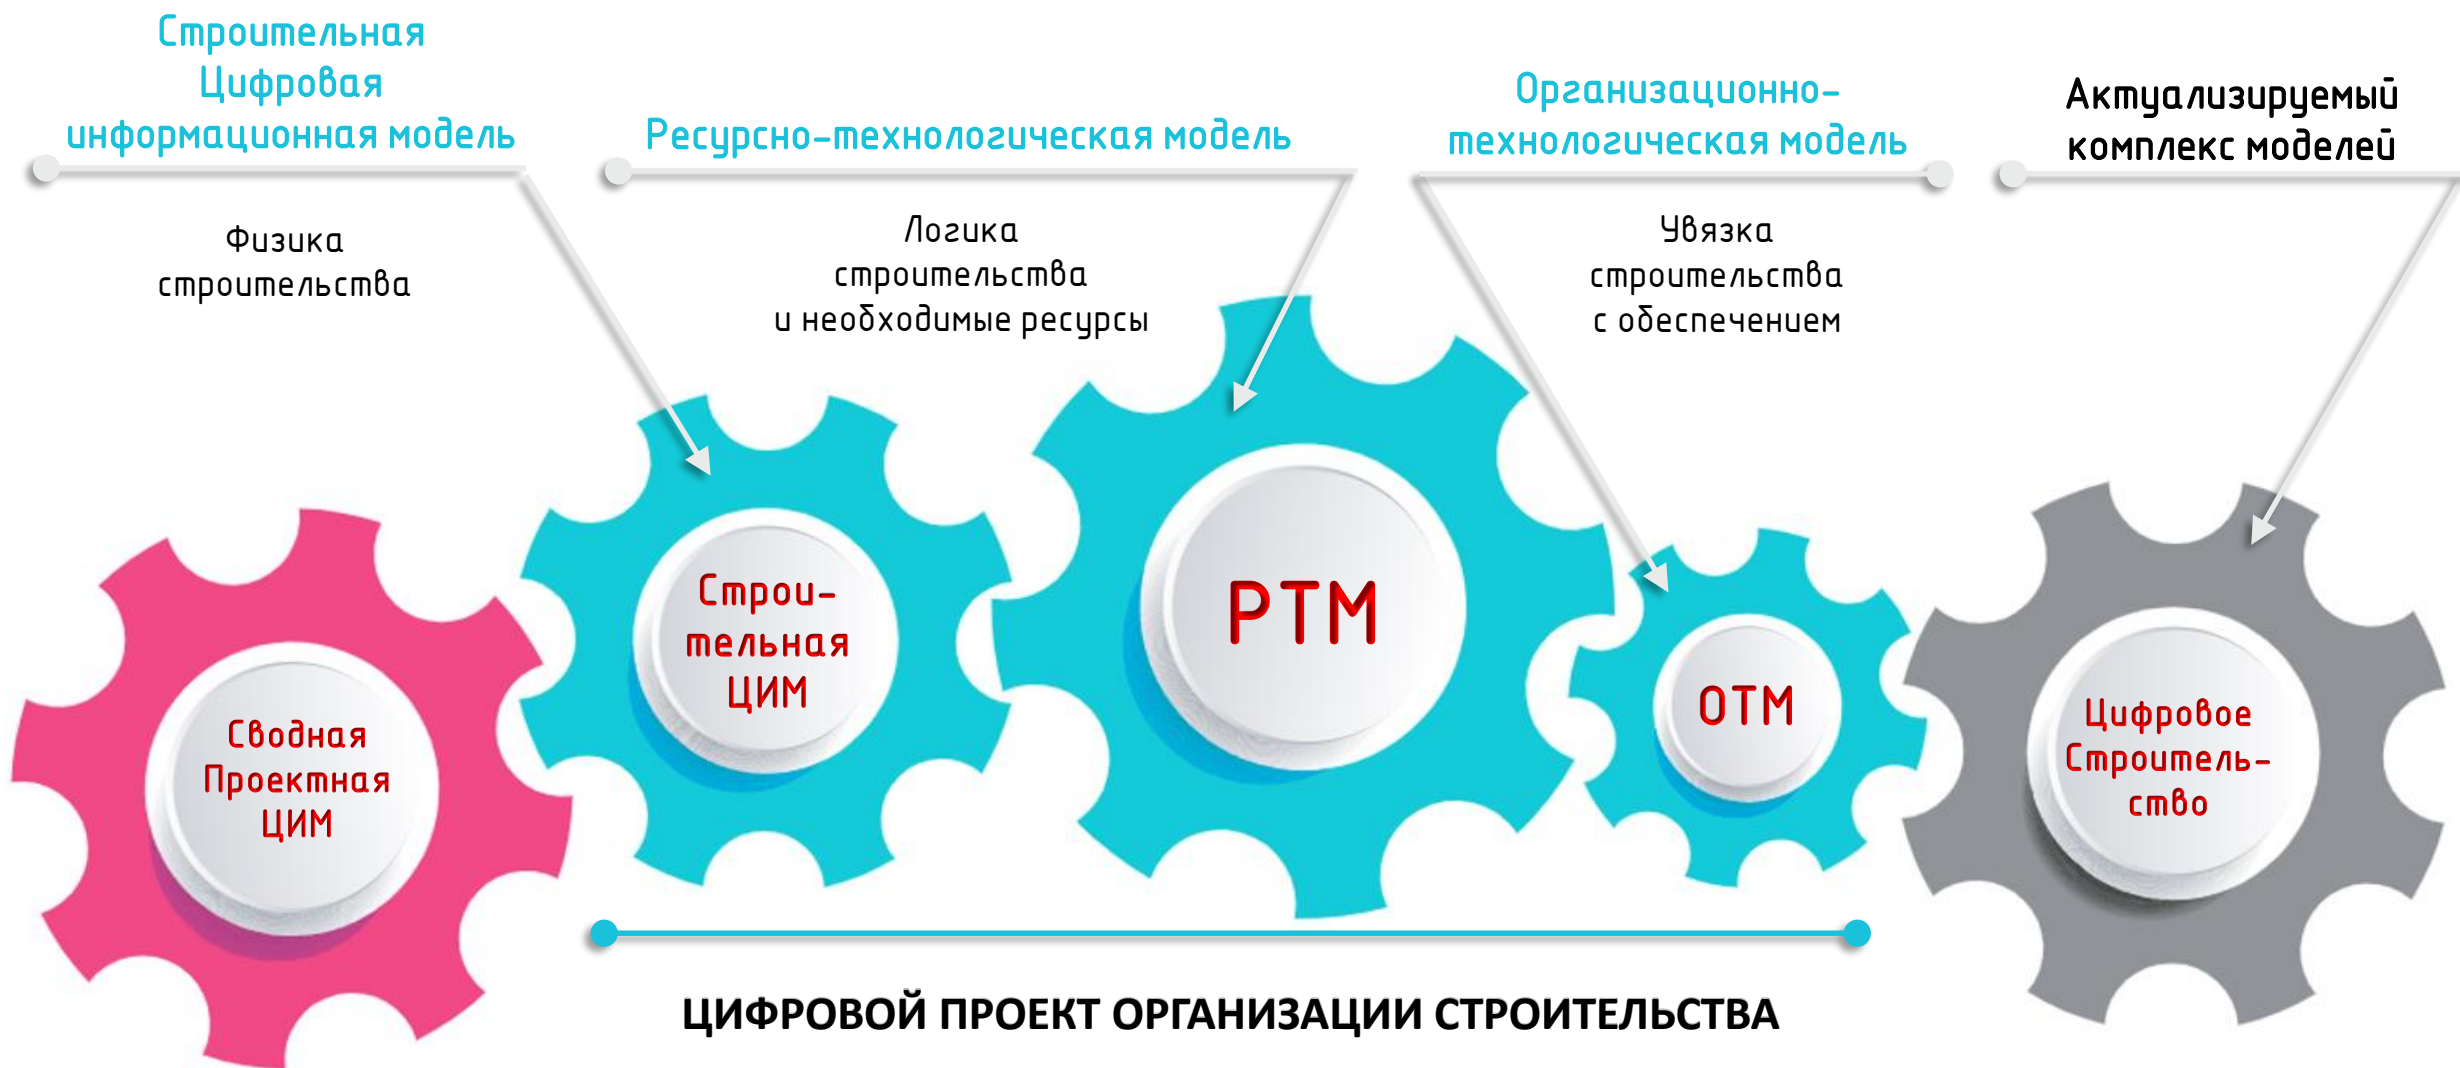 Строительная
Цифровая
информационная модель
Физика
строительства
Ресурсно-технологическая модель
Логика
строительства
и необходимые ресурсы
Организационно-
технологическая модель
Увязка
строительства
с обеспечением
Актуализируемый
комплекс моделей
Сводная
Проектная
ЦИМ
Строи-
тельная
ЦИМ
РТМ
ОТМ
Цифровое
Строитель-
ство
ЦИФРОВОЙ ПРОЕКТ ОРГАНИЗАЦИИ СТРОИТЕЛЬСТВА